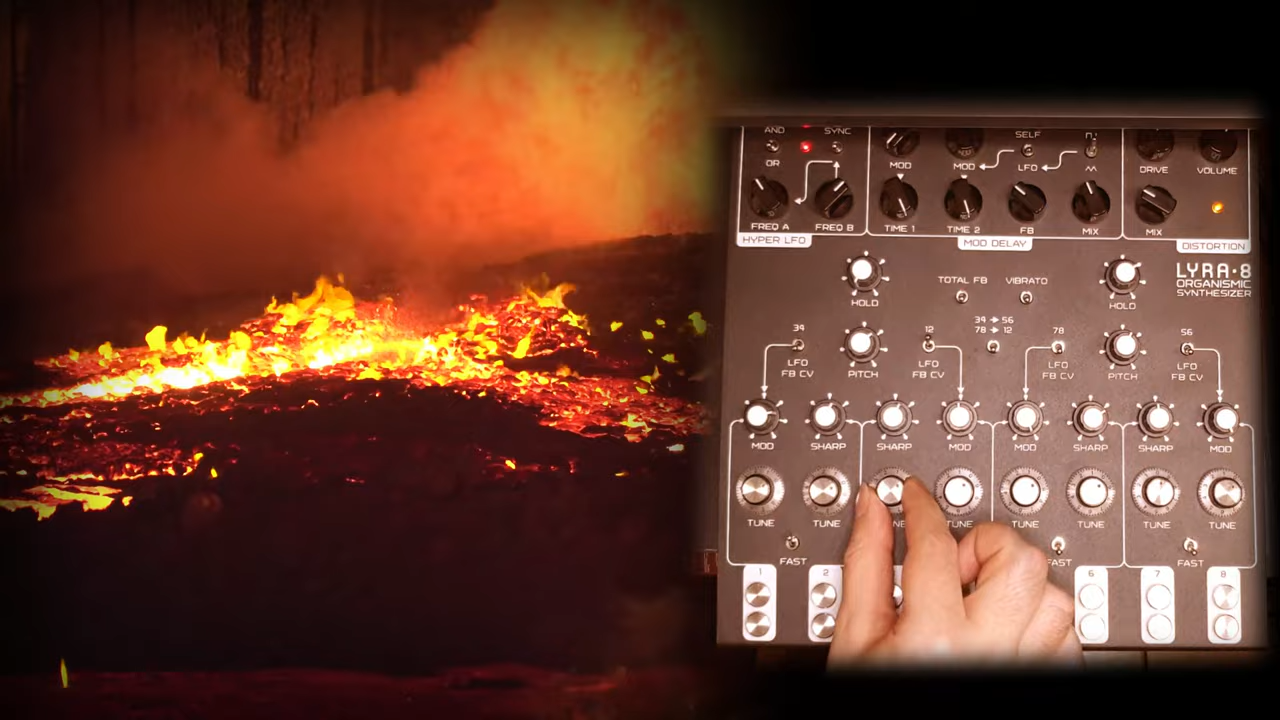 AND SYNC SELF
OR MOD MOD LFO DRIVE VOLUME
FREQ A FREQ B TIME 1 TIME 2 FB MIX MIX
HYPER LFO MOD DELAY DISTORTION
LYRA-8
ORGANISMIC
SYNTHESIZER
TOTAL FB VIBRATO
HOLD HOLD
34 → 56
78 → 12
34 12 78 56
LFO LFO LFO LFO
FB CV FB CV FB CV FB CV
PITCH PITCH
MOD SHARP SHARP MOD MOD SHARP SHARP MOD
TUNE TUNE TUNE TUNE TUNE TUNE TUNE
FAST FAST
1 2 6 7 8